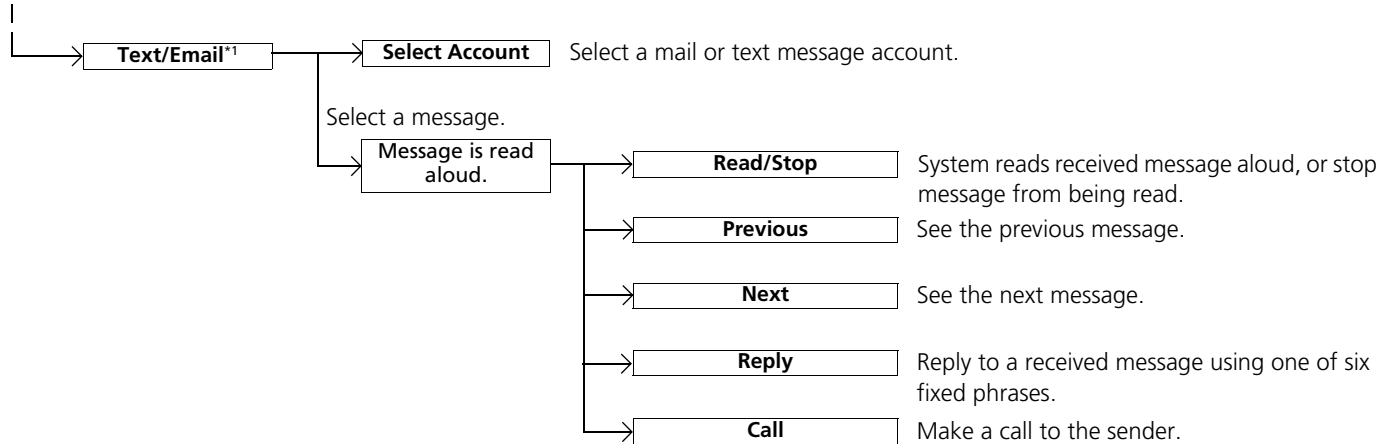 Text/Email*1
Select Account
Select a mail or text message account.
Select a message.
Message is read
aloud.
Read/Stop
System reads received message aloud, or stop
message from being read.
Previous
See the previous message.
Next
See the next message.
Reply
Reply to a received message using one of six
fixed phrases.
Call
Make a call to the sender.